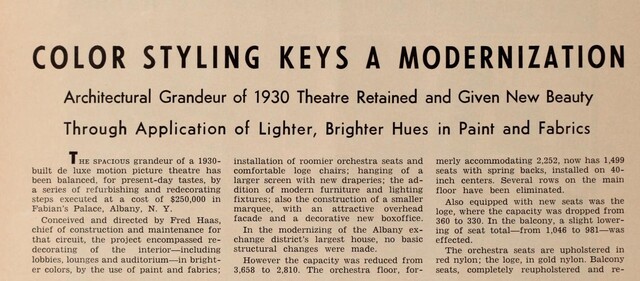 COLOR STYLING KEYS A MODERNIZATION
Architectural Grandeur of 1930 Theatre Retained and Given New Beauty
Through Application of Lighter, Brighter Hues in Paint and Fabrics
THE SPACIOUS grandeur of a 1930-
built de luxe motion picture theatre has
been balanced, for present-day tastes, by
a series of refurbishing and redecorating
steps executed at a cost of $250,000 in
Fabian's Palace, Albany, N. Y.
Conceived and directed by Fred Haas,
chief of construction and maintenance for
that circuit, the project encompassed re-
decorating of the interior—including
lobbies, lounges and auditorium—in bright-
er colors, by the use of paint and fabrics;
installation of roomier orchestra seats and
comfortable loge chairs; hanging of a
larger screen with new draperies; the ad-
dition of modern furniture and lighting
fixtures; also the construction of a smaller
marquee, with an attractive overhead
facade and a decorative new boxoffice.
In the modernizing of the Albany ex-
change district's largest house, no basic
structural changes were made.
However the capacity was reduced from
3,658 to 2,810. The orchestra floor, for-
merly accommodating 2,252, now has 1,499
seats with spring backs, installed on 40-
inch centers. Several rows on the main
floor have been eliminated.
Also equipped with new seats was the
loge, where the capacity was dropped from
360 to 330. In the balcony, a slight lower-
ing of seat total—from 1,046 to 981—was
effected.
The orchestra seats are upholstered in
red nylon; the loge, in gold nylon. Balcony
seats, completely reupholstered and re-